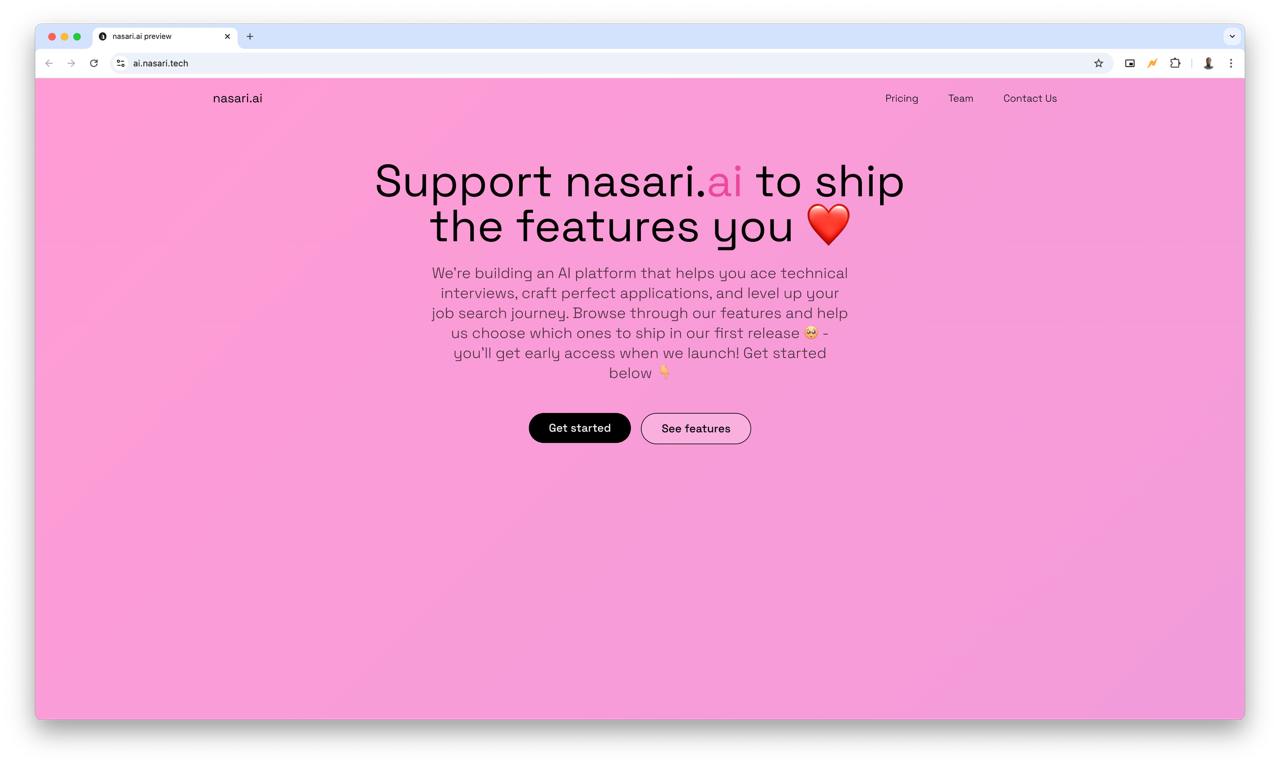 nasari.ai preview
ai.nasari.tech
nasari.ai
Pricing
Team
Contact Us
Support nasari.ai to ship
the features you ❤️
We're building an AI platform that helps you ace technical
interviews, craft perfect applications, and level up your
job search journey. Browse through our features and help
us choose which ones to ship in our first release 🥺 -
you'll get early access when we launch! Get started
below 👇🏼
Get started
See features